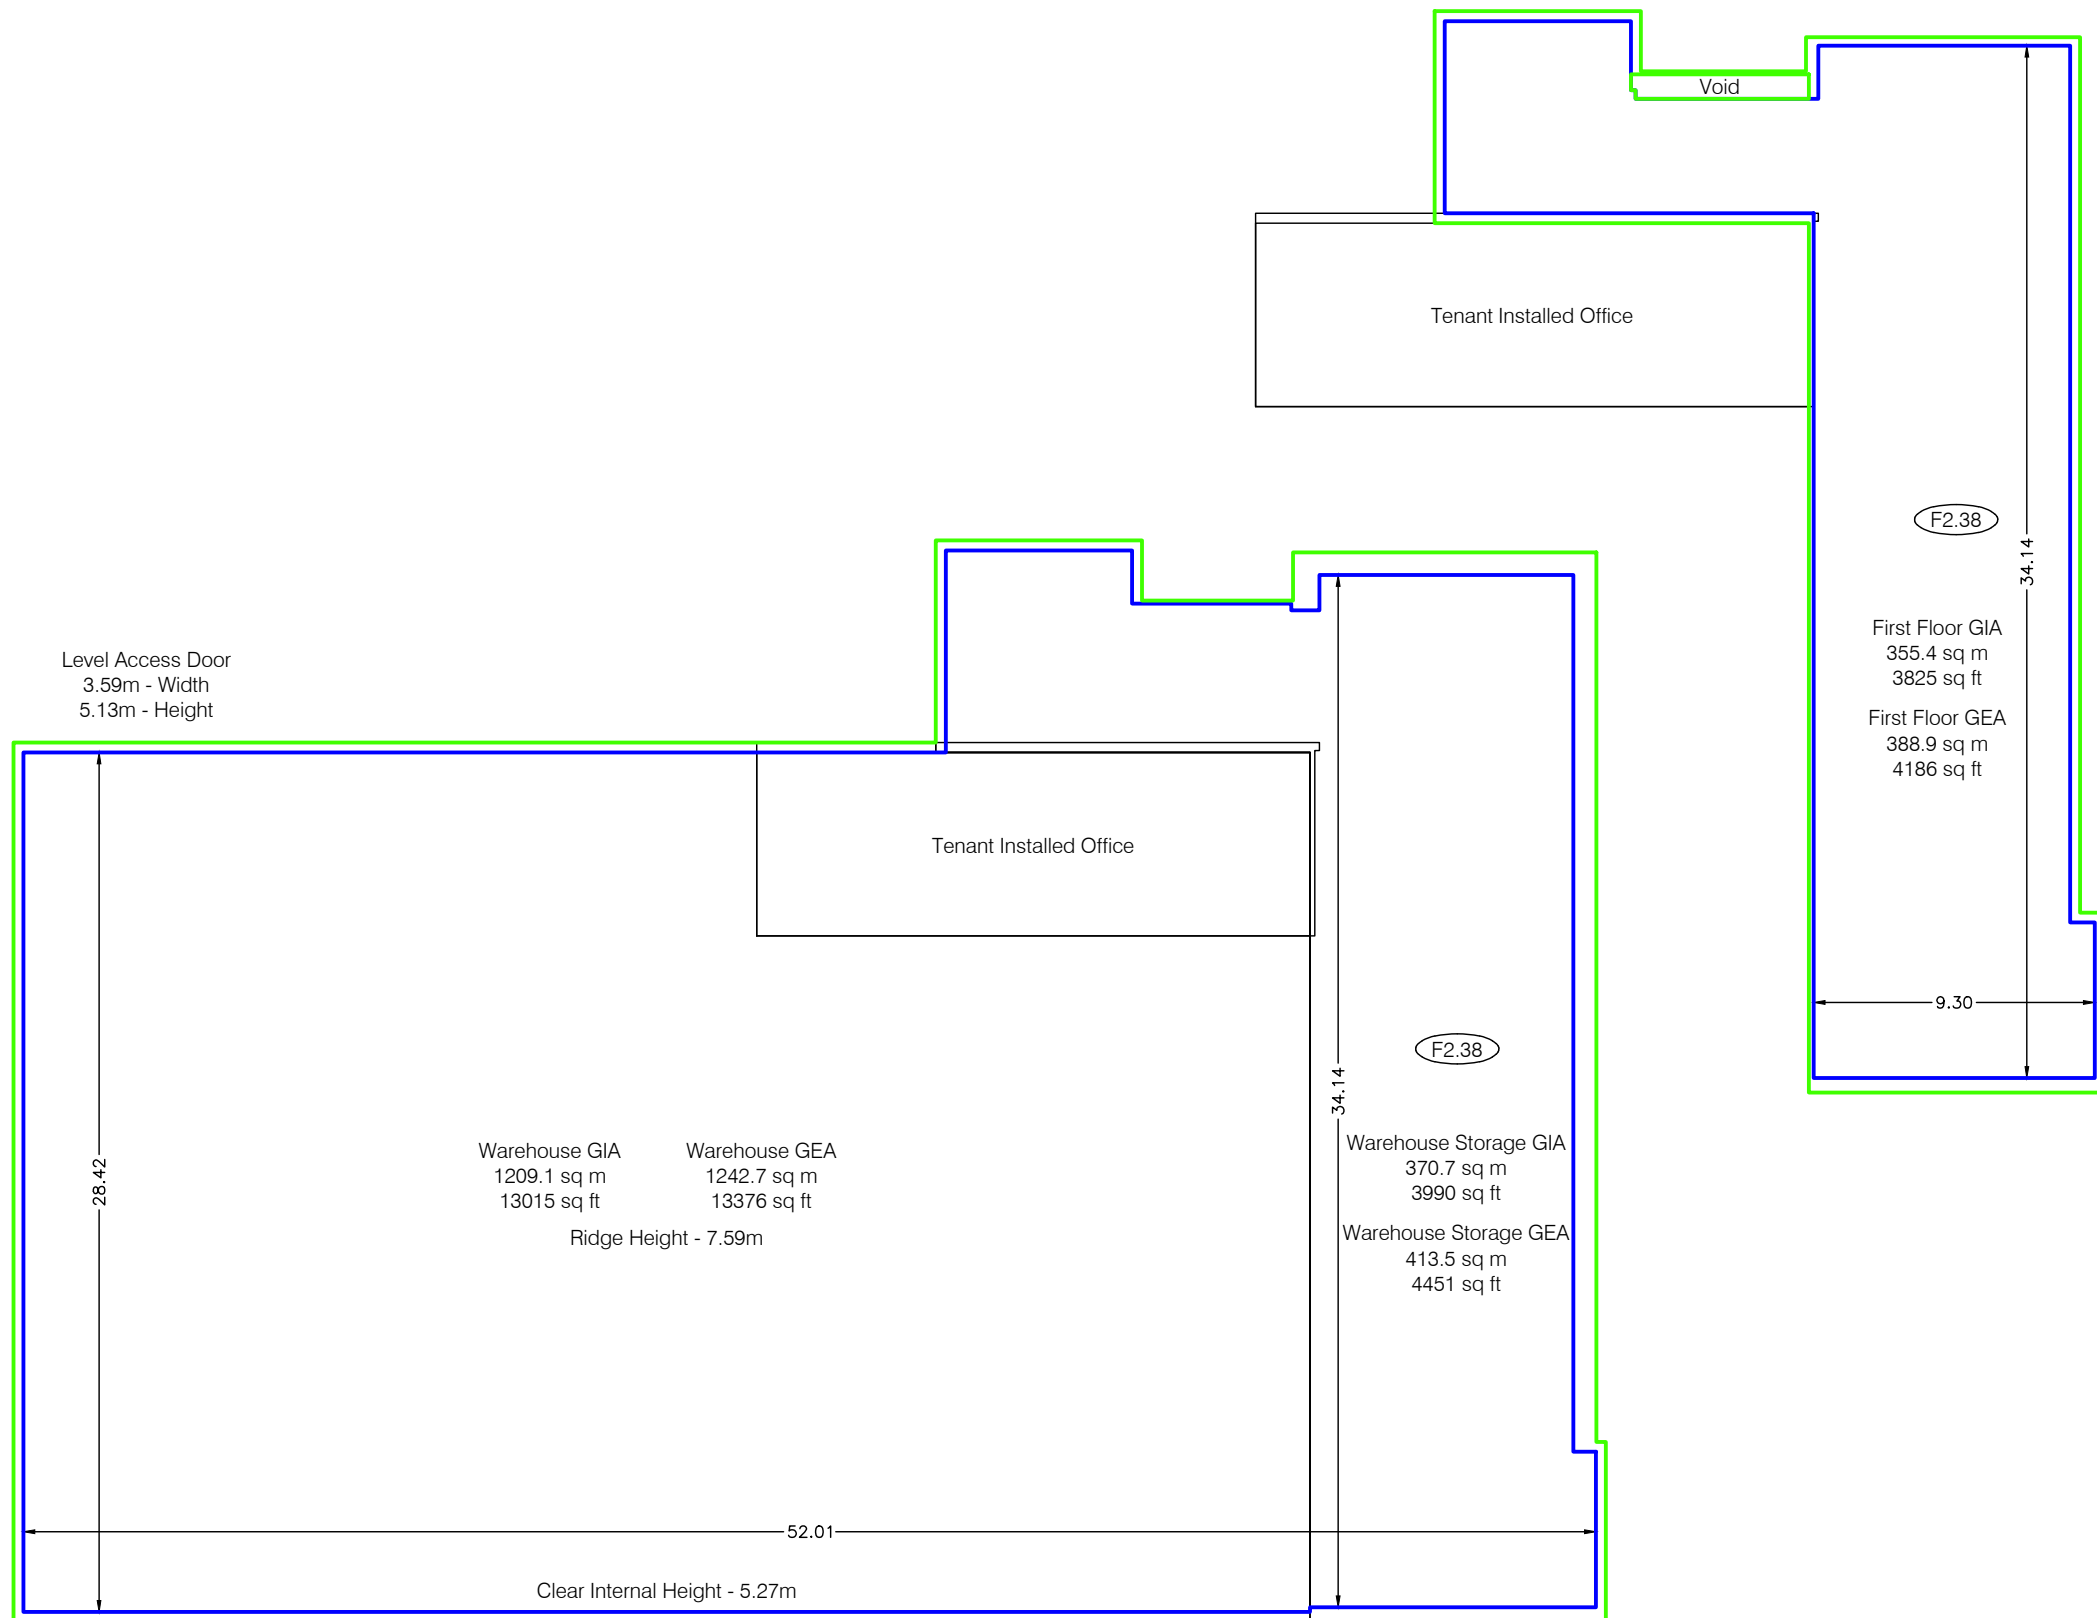 Void
Tenant Installed Office
F2.38
34.14
First Floor GIA
355.4 sq m
3825 sq ft
First Floor GEA
388.9 sq m
4186 sq ft
9.30
Level Access Door
3.59m - Width
5.13m - Height
Tenant Installed Office
F2.38
34.14
28.42
Warehouse GIA
1209.1 sq m
13015 sq ft
Warehouse GEA
1242.7 sq m
13376 sq ft
Ridge Height - 7.59m
Warehouse Storage GIA
370.7 sq m
3990 sq ft
Warehouse Storage GEA
413.5 sq m
4451 sq ft
52.01
Clear Internal Height - 5.27m